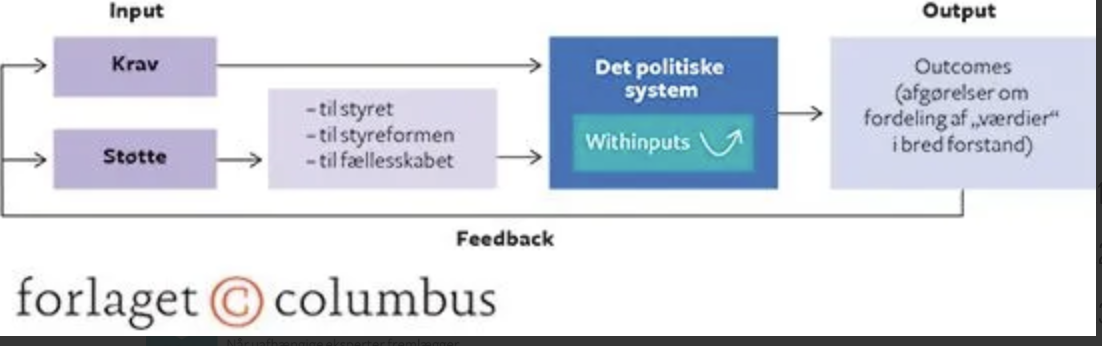 Input
Output
Krav
Støtte
– til styret
– til styreformen
– til fællesskabet
Det politiske
system
Withinputs
Outcomes
(afgørelser om
fordeling af „værdier“
i bred forstand)
Feedback
forlaget © columbus